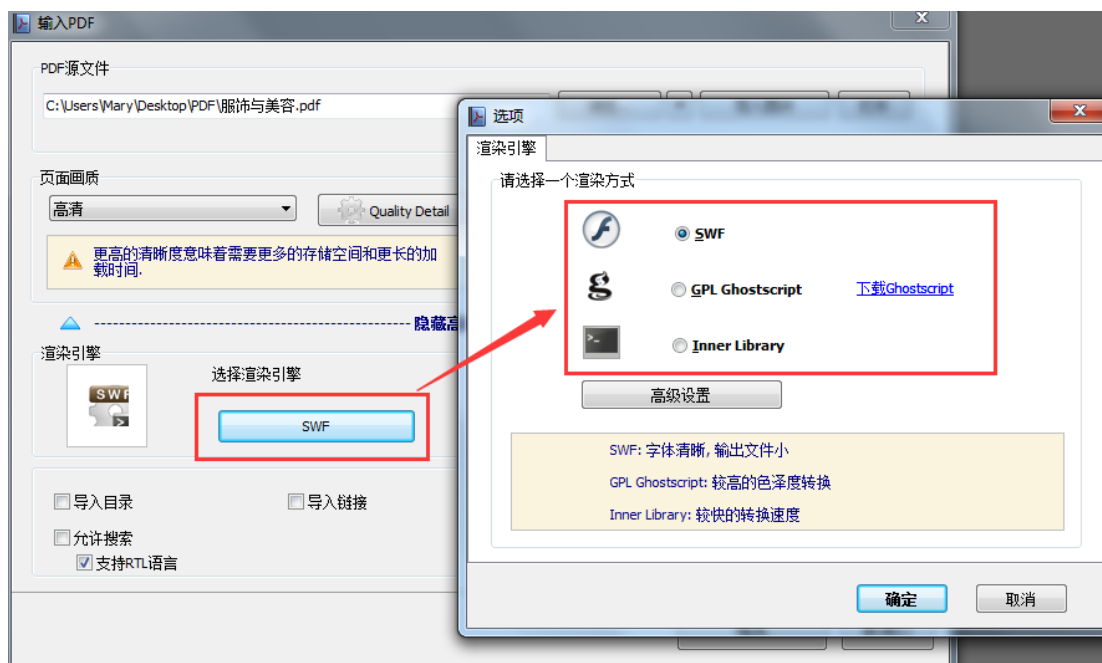 输入PDF
PDF源文件
C:\Users\Mary\Desktop\PDF\服饰与美容.pdf
页面画质
高清
Quality Detail
更高的清晰度意味着需要更多的存储空间和更长的加
载时间.
隐藏高
渲染引擎
SWF
选择渲染引擎
SWF
导入目录
导入链接
允许搜索
支持RTL语言
选项
渲染引擎
请选择一个渲染方式
SWF
GPL Ghostscript
下载Ghostscript
Inner Library
高级设置
SWF: 字体清晰, 输出文件小
GPL Ghostscript: 较高的色泽度转换
Inner Library: 较快的转换速度
确定
取消